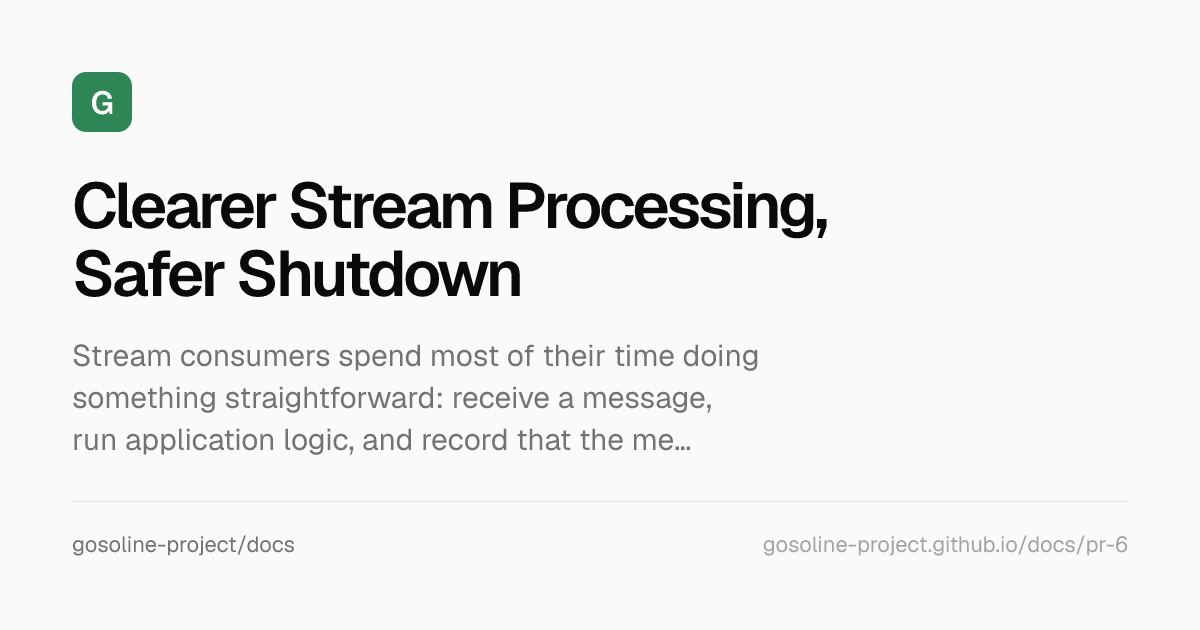 G
Clearer Stream Processing,
Safer Shutdown
Stream consumers spend most of their time doing
something straightforward: receive a message,
run application logic, and record that the me…
gosoline-project/docs
gosoline-project.github.io/docs/pr-6